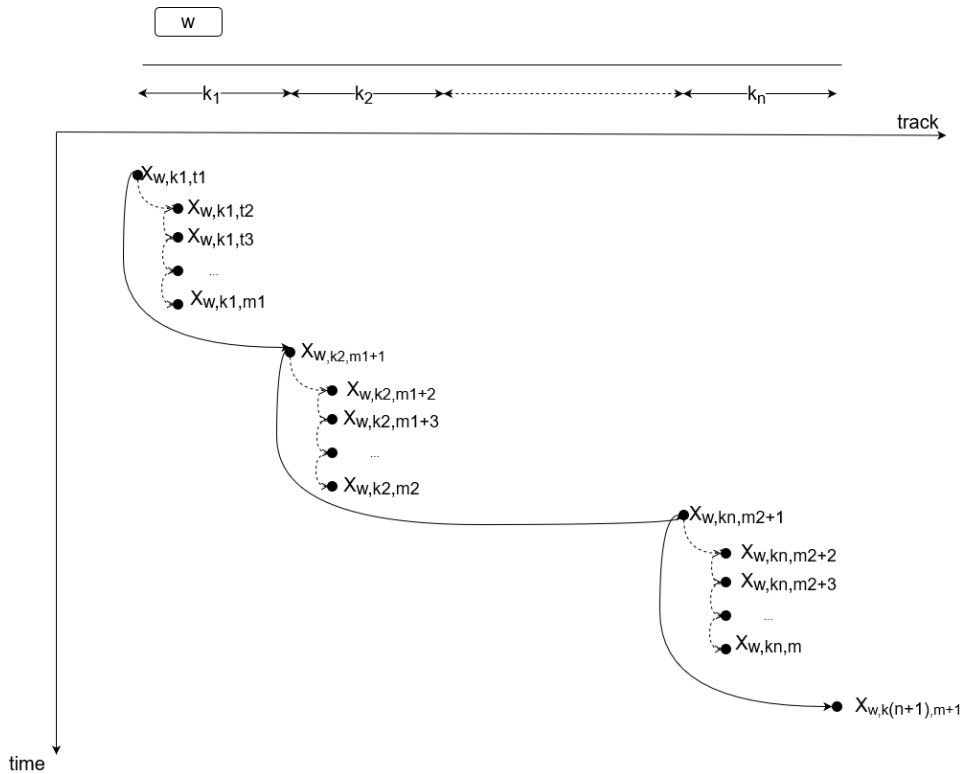 w
k1 k2 kn
track
Xw,k1,t1
Xw,k1,t2
Xw,k1,t3
...
Xw,k1,m1
Xw,k2,m1+1
Xw,k2,m1+2
Xw,k2,m1+3
...
Xw,k2,m2
Xw,kn,m2+1
Xw,kn,m2+2
Xw,kn,m2+3
...
Xw,kn,m
Xw,k(n+1),m+1
time